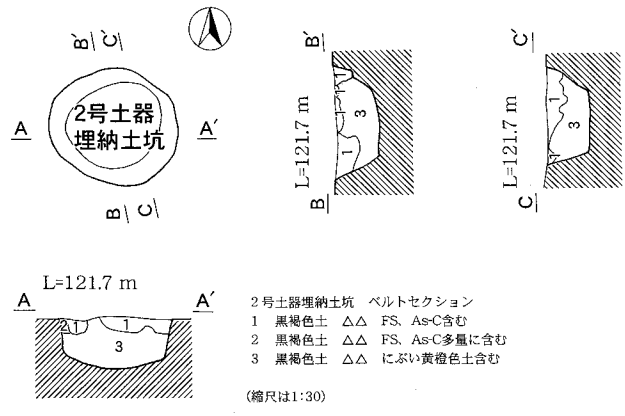 B' C'
2号土器
埋納土坑
A A'
B C
B'
1
1
1
3
1
L=121.7 m
B
C'
1
3
1
L=121.7 m
C
L=121.7 m
A A'
2 1 1
3
2号土器埋納土坑 ベルトセクション
1 黒褐色土 △△ FS、As-C含む
2 黒褐色土 △△ FS、As-C多量に含む
3 黒褐色土 △△ にぶい黄橙色土含む
(縮尺は1:30)